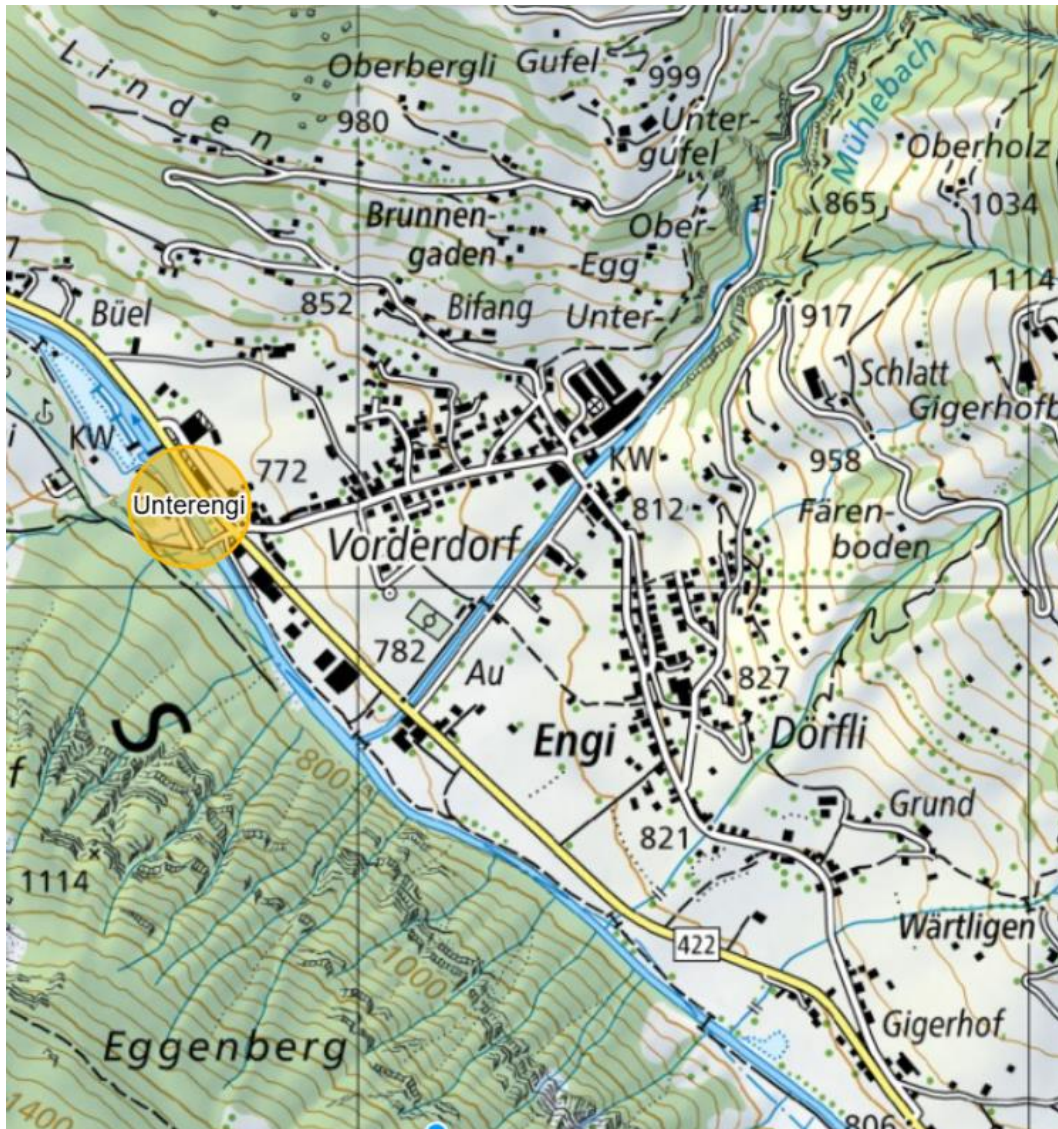 Linden
Oberbergli
Gufel
999
980
Unter-
gufel
Mühlebach
Oberholz
865
1034
Brunnen-
gaden
Ober-
Egg
Unter-
852
Bifang
Büel
1114
917
Schlatt
KW
772
Unterengi
Vorderdorf
KW
812
958
Fären-
boden
782
Au
827
Engi
Dörfli
S
800
f
1114
821
Grund
1000
422
Wärtligen
Gigerhof
Eggenberg
1400
806